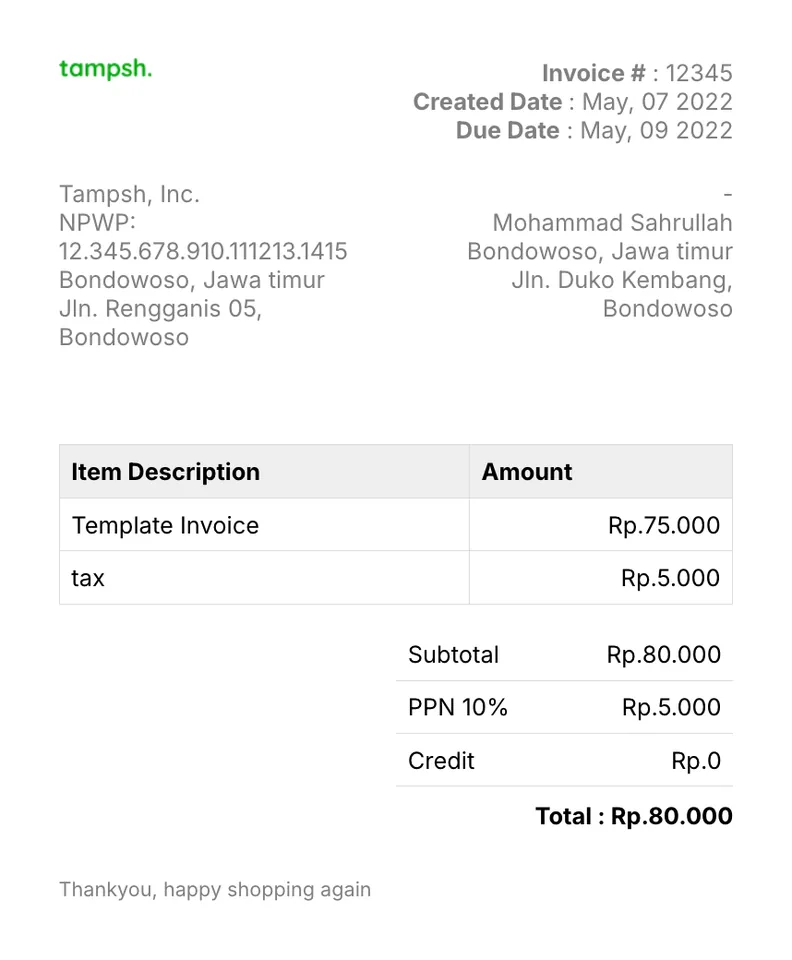 tampsh.
Invoice # : 12345
Created Date : May, 07 2022
Due Date : May, 09 2022
Tampsh, Inc.
NPWP:
12.345.678.910.111213.1415
Bondowoso, Jawa timur
Jln. Rengganis 05,
Bondowoso
-
Mohammad Sahrullah
Bondowoso, Jawa timur
Jln. Duko Kembang,
Bondowoso
Item Description Amount
Template Invoice Rp.75.000
tax Rp.5.000
Subtotal Rp.80.000
PPN 10% Rp.5.000
Credit Rp.0
Total : Rp.80.000
Thankyou, happy shopping again